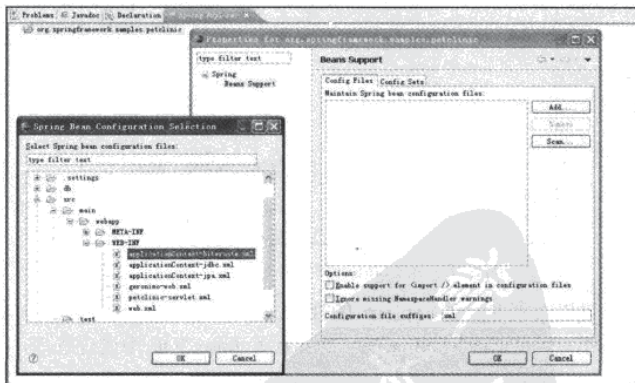 Problems Javadoc Declaration
org.springframework.samples.petclinic
Properties for org.springframework.samples.petclinic
type filter text
Spring
Beans Support
Beans Support
Config Files Config Sets
Maintain Spring bean configuration files:
Add...
Remove
Scan...
Options:
Enable support for <import /> element in configuration files
Ignore missing NamespaceHandler warnings
Configuration file suffixes: xml
OK Cancel
Spring Bean Configuration Selection
Select Spring bean configuration files:
type filter text
.settings
db
src
main
webapp
META-INF
WEB-INF
applicationContext-hibernate.xml
applicationContext-jdbc.xml
applicationContext-jpa.xml
geronimo-web.xml
petclinic-servlet.xml
web.xml
test
OK Cancel